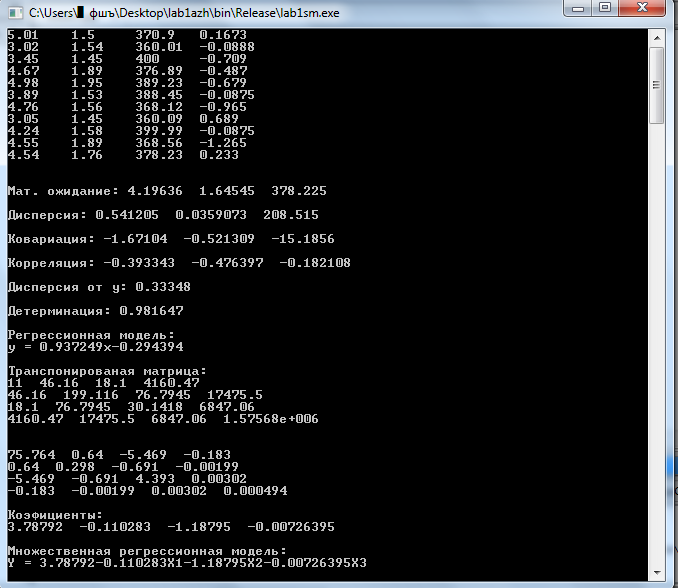 C:\Users\ фшъ\Desktop\lab1azh\bin\Release\lab1sm.exe
5.01 1.5 370.9 0.1673
3.02 1.54 360.01 -0.0888
3.45 1.45 400 -0.709
4.67 1.89 376.89 -0.487
4.98 1.95 389.23 -0.679
3.89 1.53 388.45 -0.0875
4.76 1.56 368.12 -0.965
3.05 1.45 360.09 0.689
4.24 1.58 399.99 -0.0875
4.55 1.89 368.56 -1.265
4.54 1.76 378.23 0.233
Мат. ожидание: 4.19636 1.64545 378.225
Дисперсия: 0.541205 0.0359073 208.515
Ковариация: -1.67104 -0.521309 -15.1856
Корреляция: -0.393343 -0.476397 -0.182108
Дисперсия от y: 0.33348
Детерминация: 0.981647
Регрессионная модель:
y = 0.937249x-0.294394
Транспонированая матрица:
11 46.16 18.1 4160.47
46.16 199.116 76.7945 17475.5
18.1 76.7945 30.1418 6847.06
4160.47 17475.5 6847.06 1.57568e+006
75.764 0.64 -5.469 -0.183
0.64 0.298 -0.691 -0.00199
-5.469 -0.691 4.393 0.00302
-0.183 -0.00199 0.00302 0.000494
Коэфициенты:
3.78792 -0.110283 -1.18795 -0.00726395
Множественная регрессионная модель:
Y = 3.78792-0.110283X1-1.18795X2-0.00726395X3